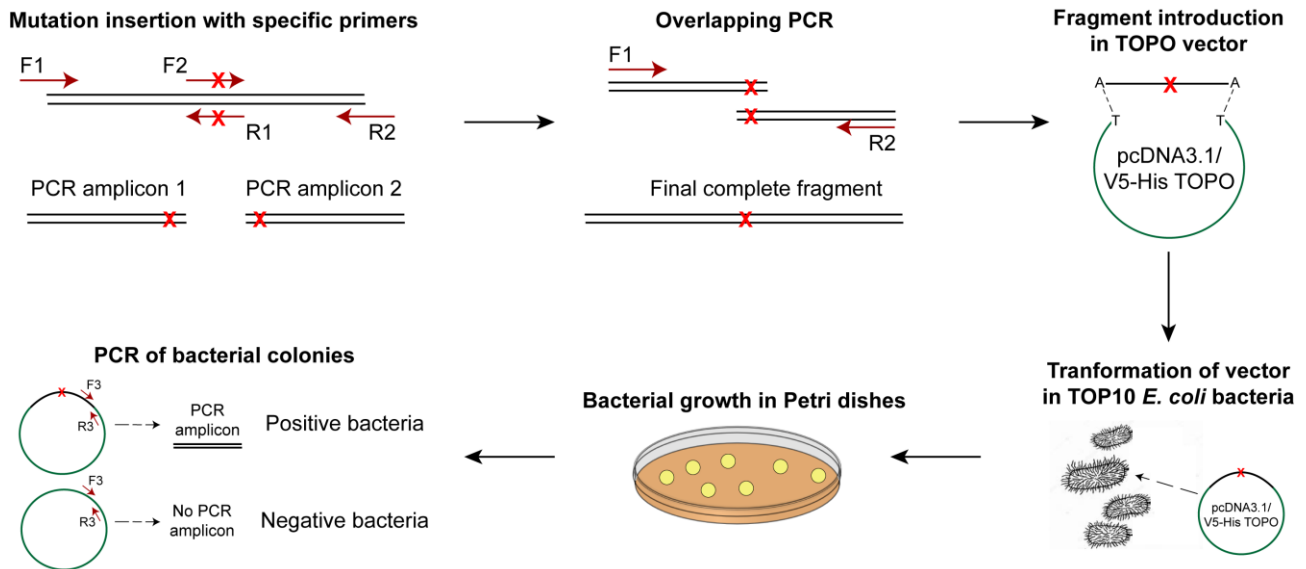 Mutation insertion with specific primers
F1
F2
X
X
R1
R2
PCR amplicon 1
PCR amplicon 2
X
X
Overlapping PCR
F1
X
X
R2
Final complete fragment
X
Fragment introduction
in TOPO vector
A
X
A
T
T
pcDNA3.1/
V5-His TOPO
Tranformation of vector
in TOP10 E. coli bacteria
X
pcDNA3.1/
V5-His TOPO
Bacterial growth in Petri dishes
PCR of bacterial colonies
X
F3
R3
PCR
amplicon
Positive bacteria
F3
R3
No PCR
amplicon
Negative bacteria